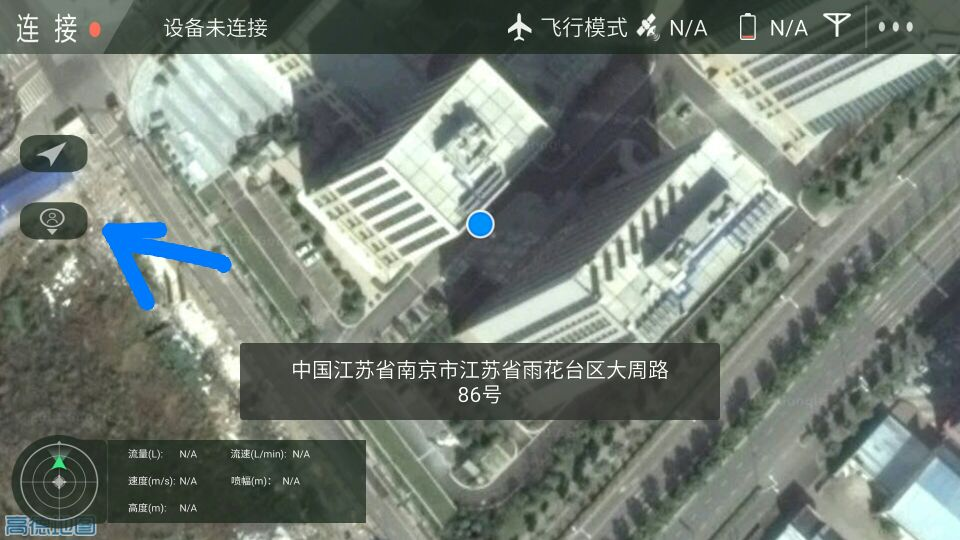 连接
设备未连接
飞行模式
N/A
N/A
中国江苏省南京市江苏省雨花台区大周路
86号
流量(L): N/A 流速(L/min): N/A
速度(m/s): N/A 喷幅(m): N/A
高度(m): N/A
高德地图